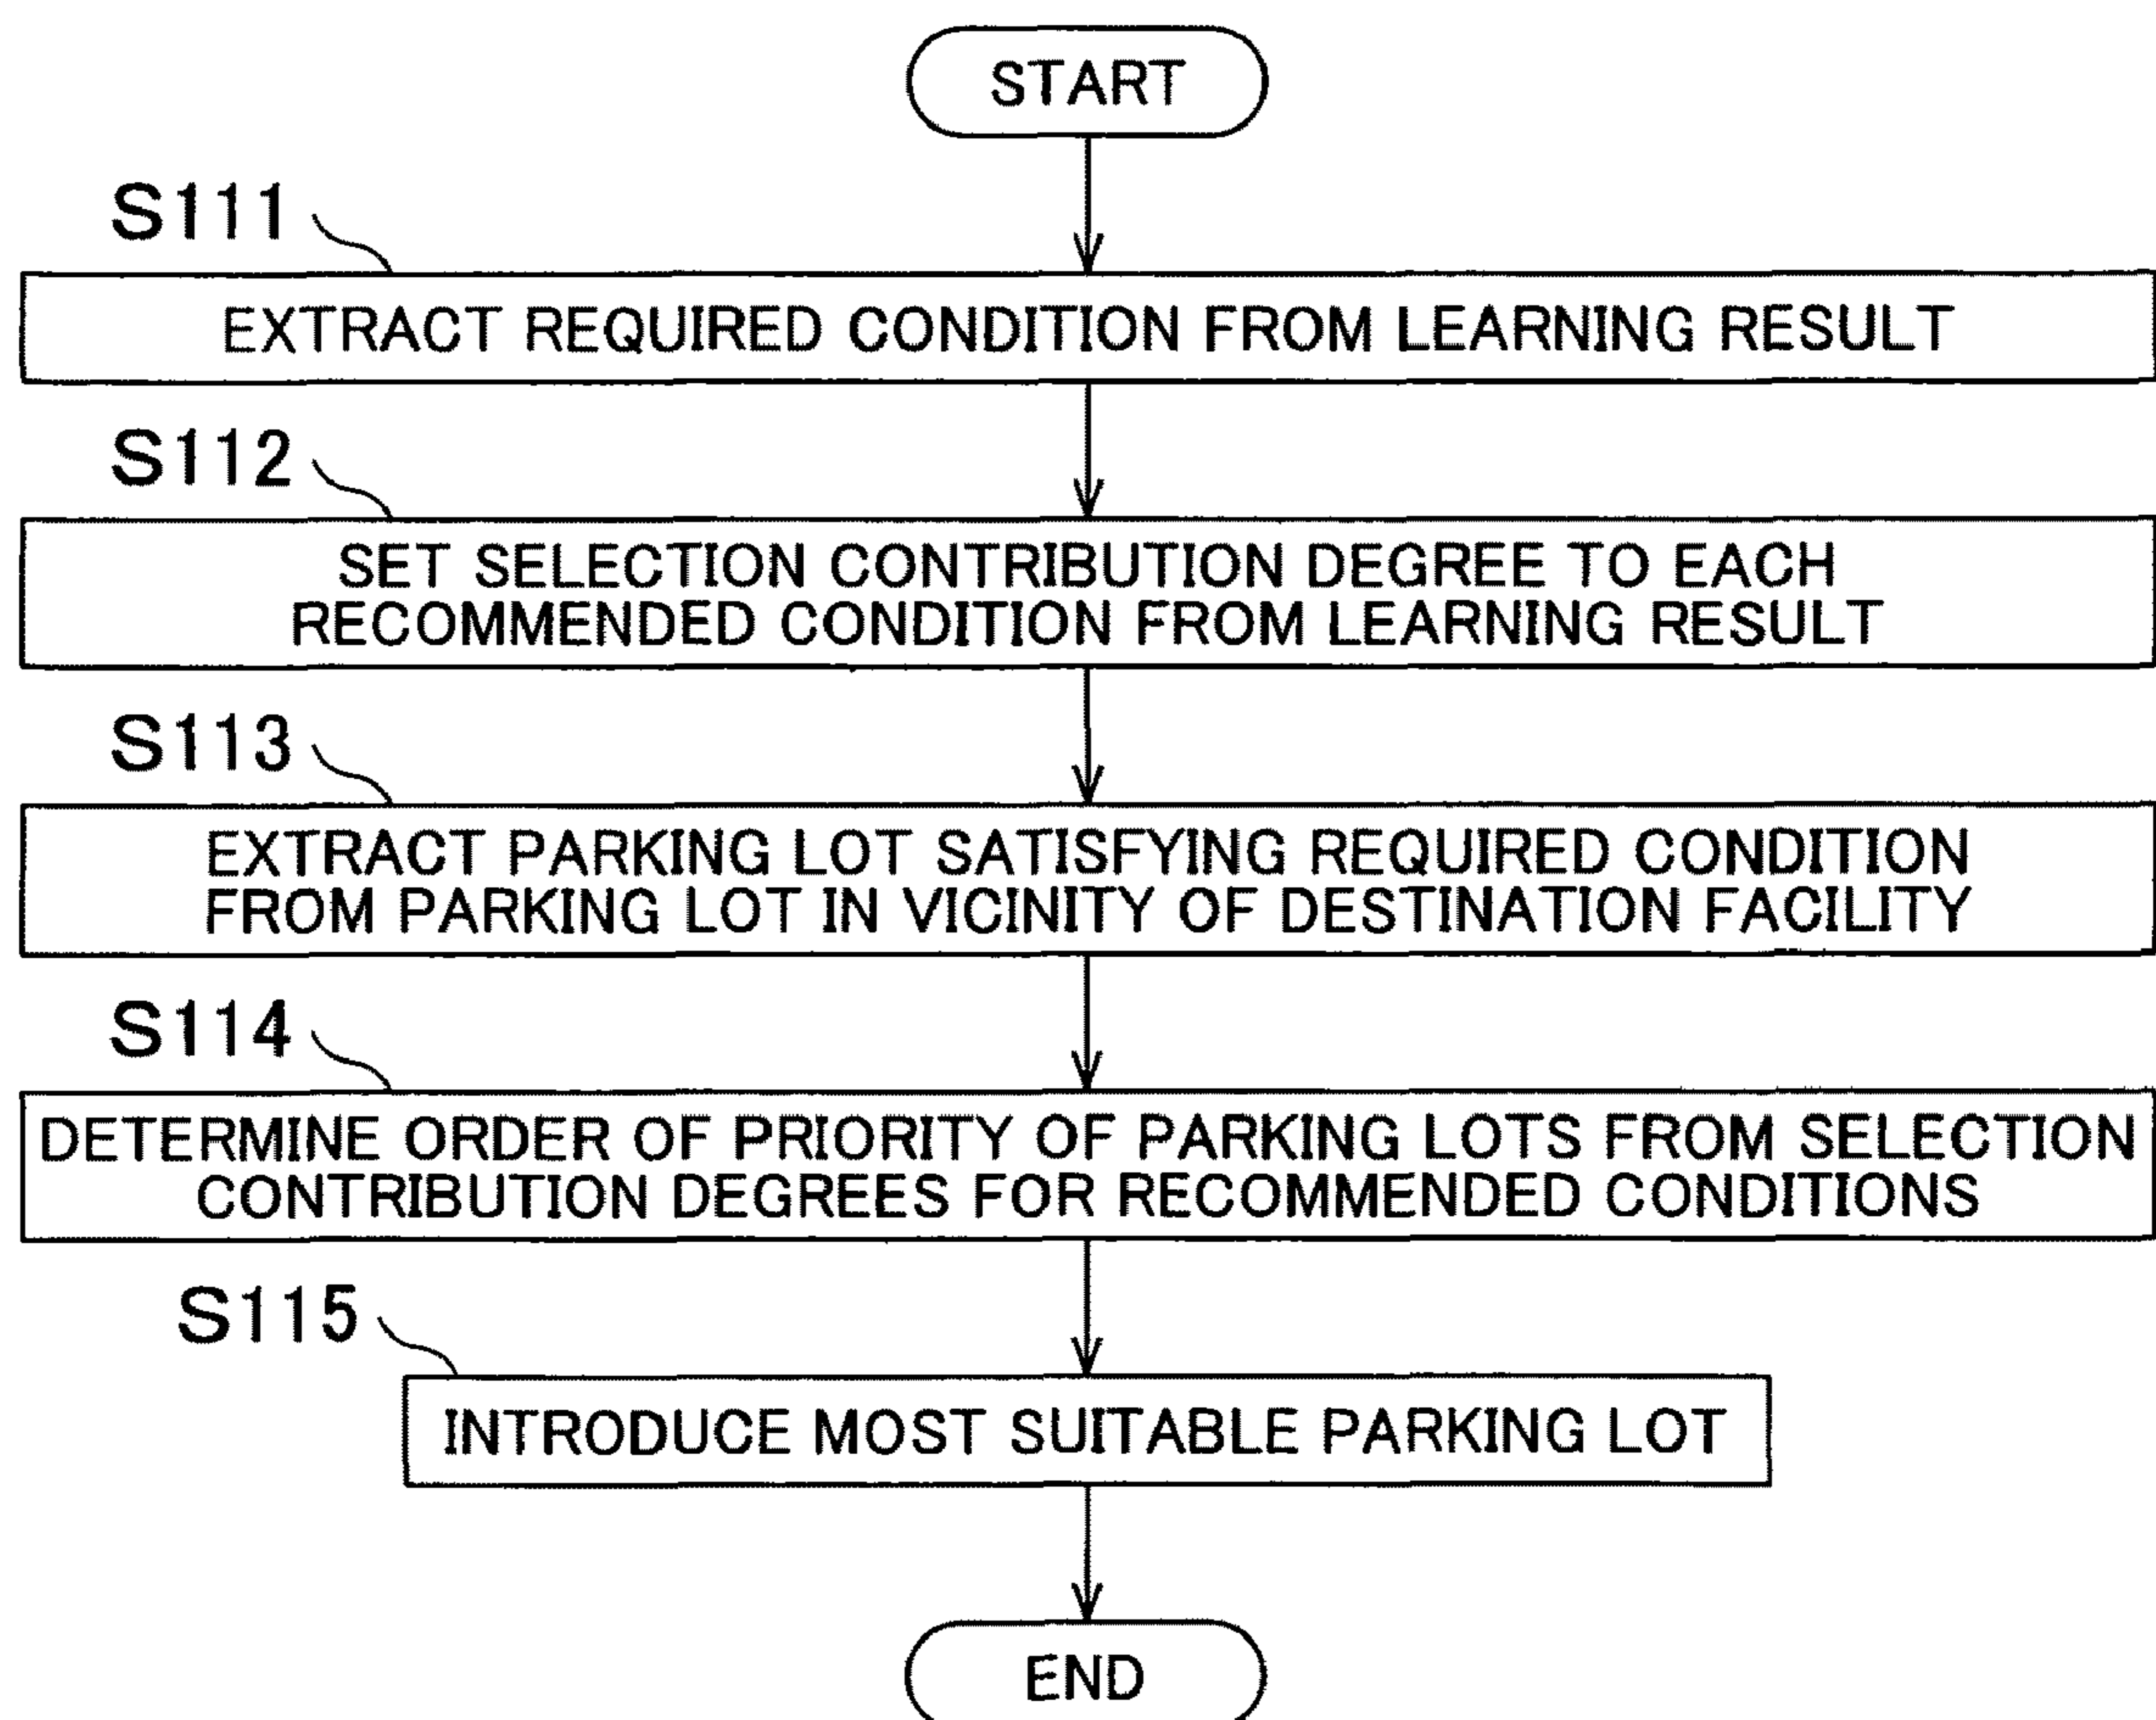 START
S111
EXTRACT REQUIRED CONDITION FROM LEARNING RESULT
S112
SET SELECTION CONTRIBUTION DEGREE TO EACH
RECOMMENDED CONDITION FROM LEARNING RESULT
S113
EXTRACT PARKING LOT SATISFYING REQUIRED CONDITION
FROM PARKING LOT IN VICINITY OF DESTINATION FACILITY
S114
DETERMINE ORDER OF PRIORITY OF PARKING LOTS FROM SELECTION
CONTRIBUTION DEGREES FOR RECOMMENDED CONDITIONS
S115
INTRODUCE MOST SUITABLE PARKING LOT
END